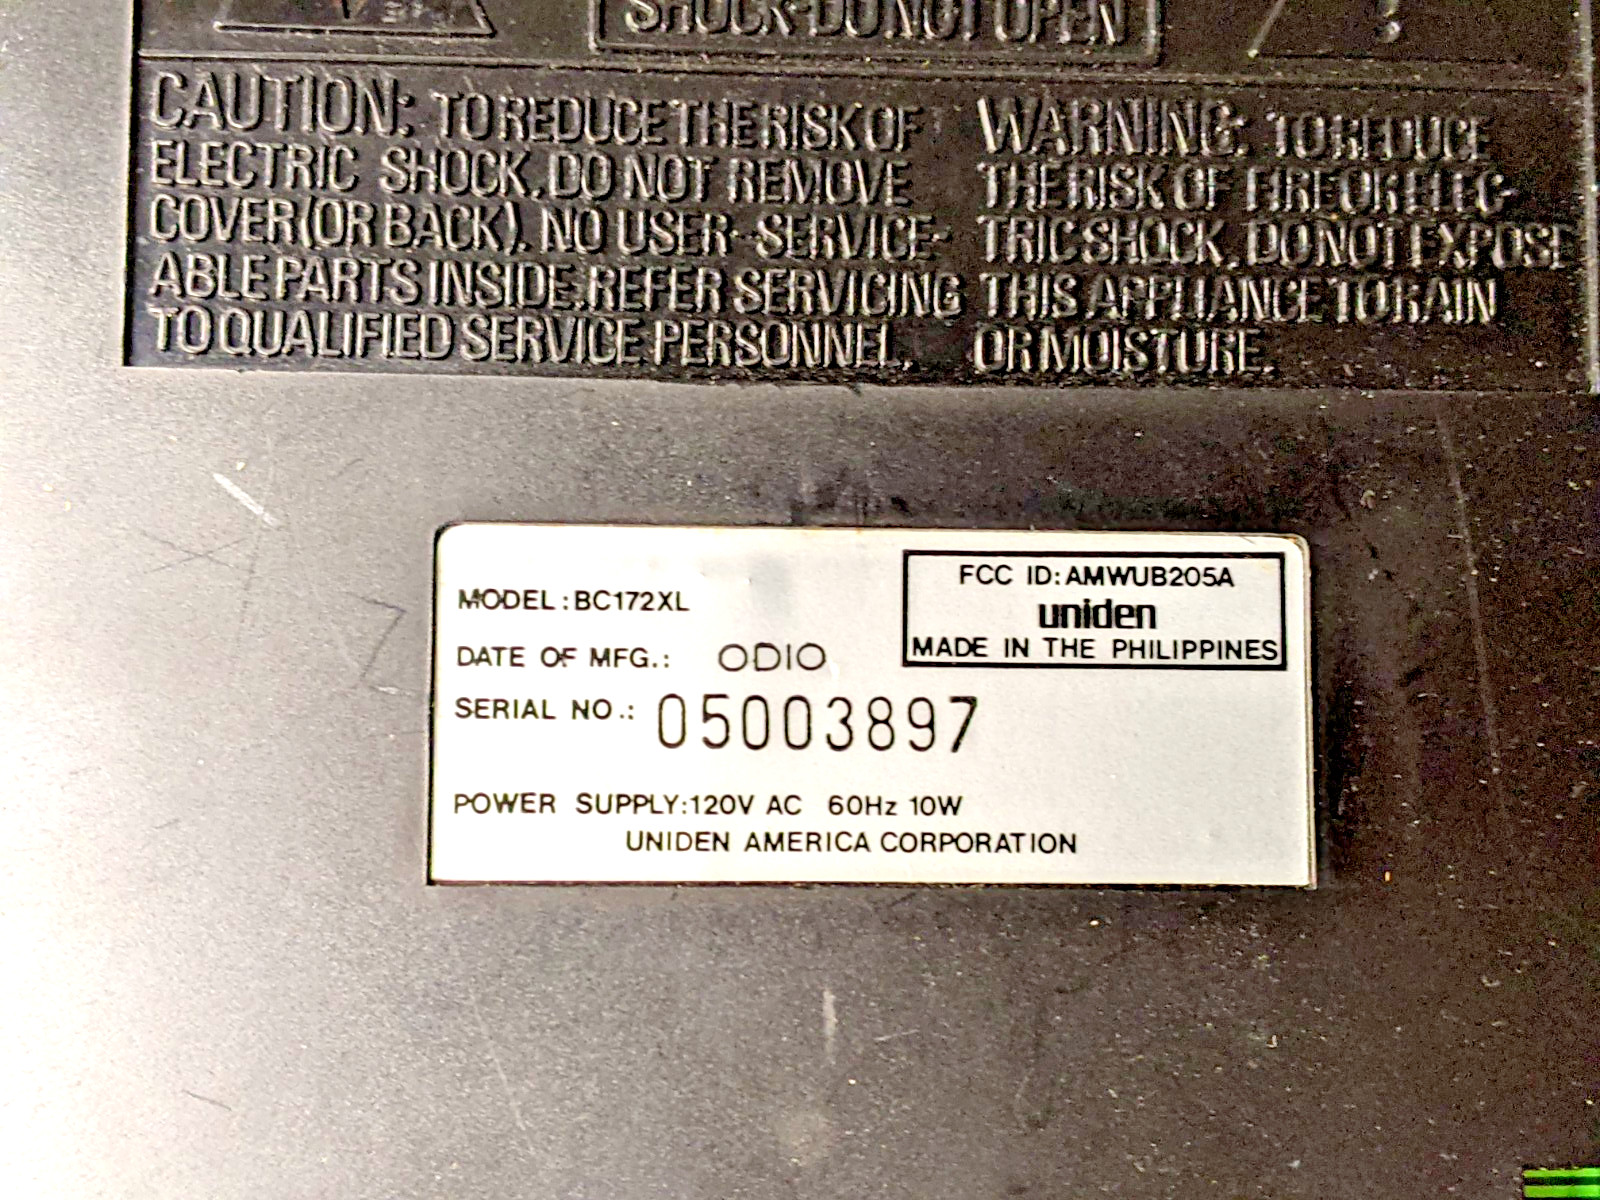 SHOCK-DO NOT OPEN
CAUTION: TO REDUCE THE RISK OF
ELECTRIC SHOCK, DO NOT REMOVE
COVER (OR BACK). NO USER-SERVICE-
ABLE PARTS INSIDE. REFER SERVICING
TO QUALIFIED SERVICE PERSONNEL.
WARNING: TO REDUCE
THE RISK OF FIRE OR ELEC-
TRIC SHOCK, DO NOT EXPOSE
THIS APPLIANCE TO RAIN
OR MOISTURE.
MODEL: BC172XL
DATE OF MFG.: OD10
SERIAL NO.: 05003897
FCC ID: AMWUB205A
uniden
MADE IN THE PHILIPPINES
POWER SUPPLY: 120V AC 60Hz 10W
UNIDEN AMERICA CORPORATION